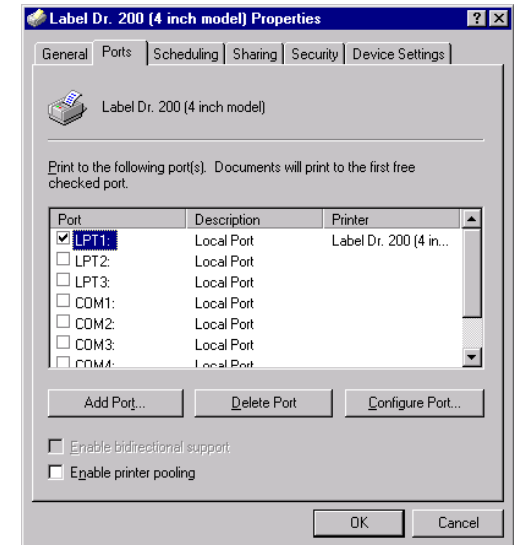 Label Dr. 200 (4 inch model) Properties ? X
General Ports Scheduling Sharing Security Device Settings
Label Dr. 200 (4 inch model)
Print to the following port(s). Documents will print to the first free
checked port.
Port Description Printer
LPT1: Local Port Label Dr. 200 (4 in...
LPT2: Local Port
LPT3: Local Port
COM1: Local Port
COM2: Local Port
COM3: Local Port
COM4: Local Port
Add Port... Delete Port Configure Port...
Enable bidirectional support
Enable printer pooling
OK Cancel